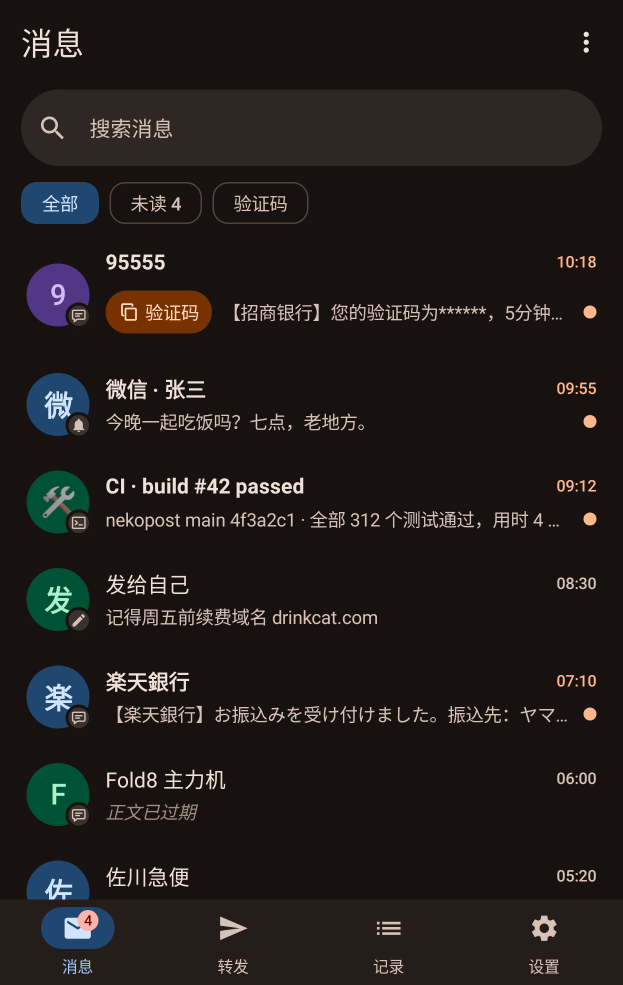 消息
搜索消息
全部
未读 4
验证码
95555
10:18
9
验证码
【招商银行】您的验证码为******，5分钟…
微信 · 张三
09:55
微
今晚一起吃饭吗？七点，老地方。
CI · build #42 passed
09:12
nekopost main 4f3a2c1 · 全部 312 个测试通过，用时 4 …
发给自己
08:30
发
记得周五前续费域名 drinkcat.com
楽天銀行
07:10
楽
【楽天銀行】お振込みを受け付けました。振込先：ヤマ…
Fold8 主力机
06:00
F
正文已过期
佐川急便
05:20
佐
4
消息
转发
记录
设置